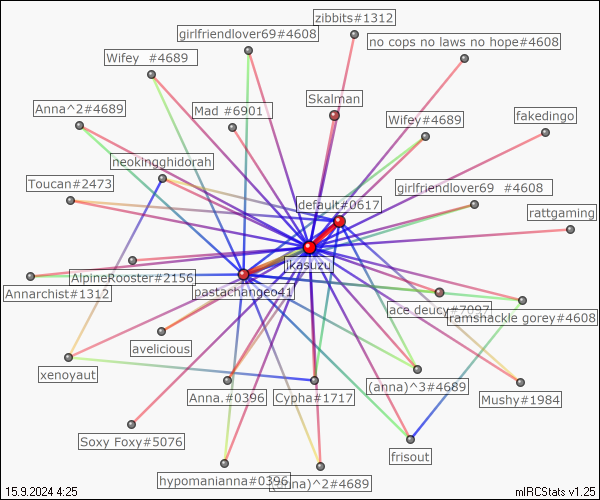 zibbits#1312
girlfriendlover69#4608
no cops no laws no hope#4608
Wifey  #4689
Skalman
Anna^2#4689
Mad #6901
Wifey#4689
fakedingo
neokingghidorah
Toucan#2473
girlfriendlover69  #4608
default#0617
rattgaming
ikasuzu
AlpineRooster#2156
Annarchist#1312
pastachangeo41
ace deucy#7097
ramshackle gorey#4608
avelicious
xenoyaut
(anna)^3#4689
Anna.#0396
Cypha#1717
Mushy#1984
Soxy Foxy#5076
frisout
hypomanianna#0396
)^2#4689
15.9.2024 4:25
mIRCStats v1.25